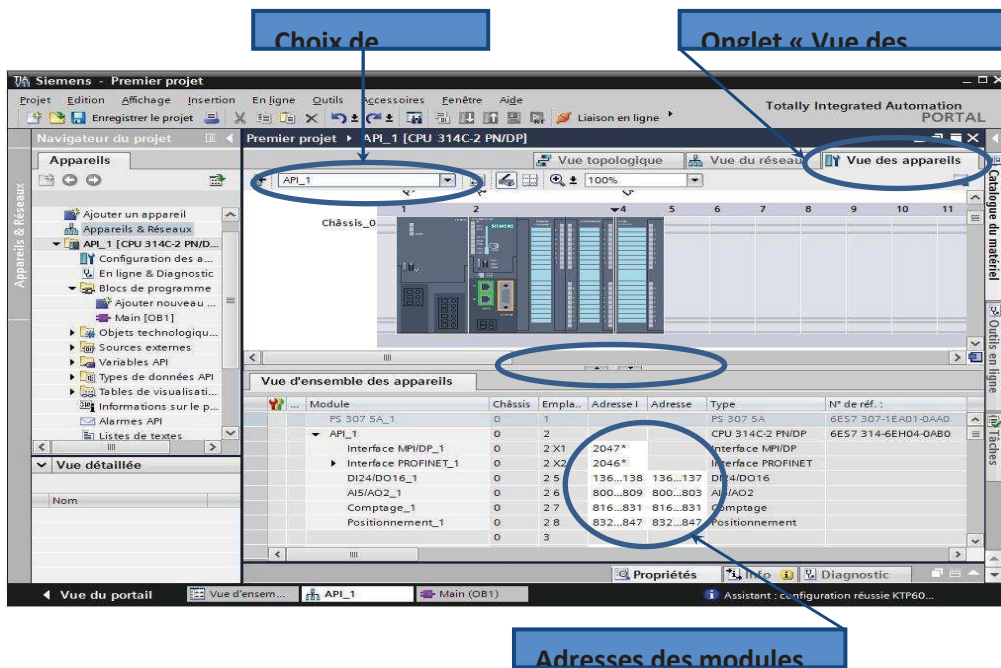 Choix de
Onglet « Vue des
Siemens - Premier projet
Projet Edition Affichage Insertion En ligne Outils Accessoires Fenêtre Aide
Totally Integrated Automation
PORTAL
Enregistrer le projet
Liaison en ligne
Navigateur du projet
Premier projet ▸ API_1 [CPU 314C-2 PN/DP]
Appareils
Vue topologique
Vue du réseau
Vue des appareils
API_1
100%
Appareils & Réseaux
Catalogue du matériel
Outils en ligne
Tâches
Ajouter un appareil
Appareils & Réseaux
API_1 [CPU 314C-2 PN/D...
Configuration des a...
En ligne & Diagnostic
Blocs de programme
Ajouter nouveau ...
Main [OB1]
Objets technologiqu...
Sources externes
Variables API
Types de données API
Tables de visualisati...
Informations sur le p...
Alarmes API
Listes de textes
Vue détaillée
Nom
1 2 4 5 6 7 8 9 10 11
Châssis_0
SIEMENS
Vue d'ensemble des appareils
... Module Châssis Empla.. Adresse I Adresse Type N° de réf. :
PS 307 5A_1 0 1 PS 307 5A 6ES7 307-1EA01-0AA0
API_1 0 2 CPU 314C-2 PN/DP 6ES7 314-6EH04-0AB0
Interface MPI/DP_1 0 2 X1 2047* Interface MPI/DP
Interface PROFINET_1 0 2 X2 2046* Interface PROFINET
DI24/DO16_1 0 2 5 136...138 136...137 DI24/DO16
AI5/AO2_1 0 2 6 800...809 800...803 AI5/AO2
Comptage_1 0 2 7 816...831 816...831 Comptage
Positionnement_1 0 2 8 832...847 832...847 Positionnement
0 3
Propriétés
Info
Diagnostic
Vue du portail
Vue d'ensem...
API_1
Main (OB1)
Assistant : configuration réussie KTP60...
Adresses des modules